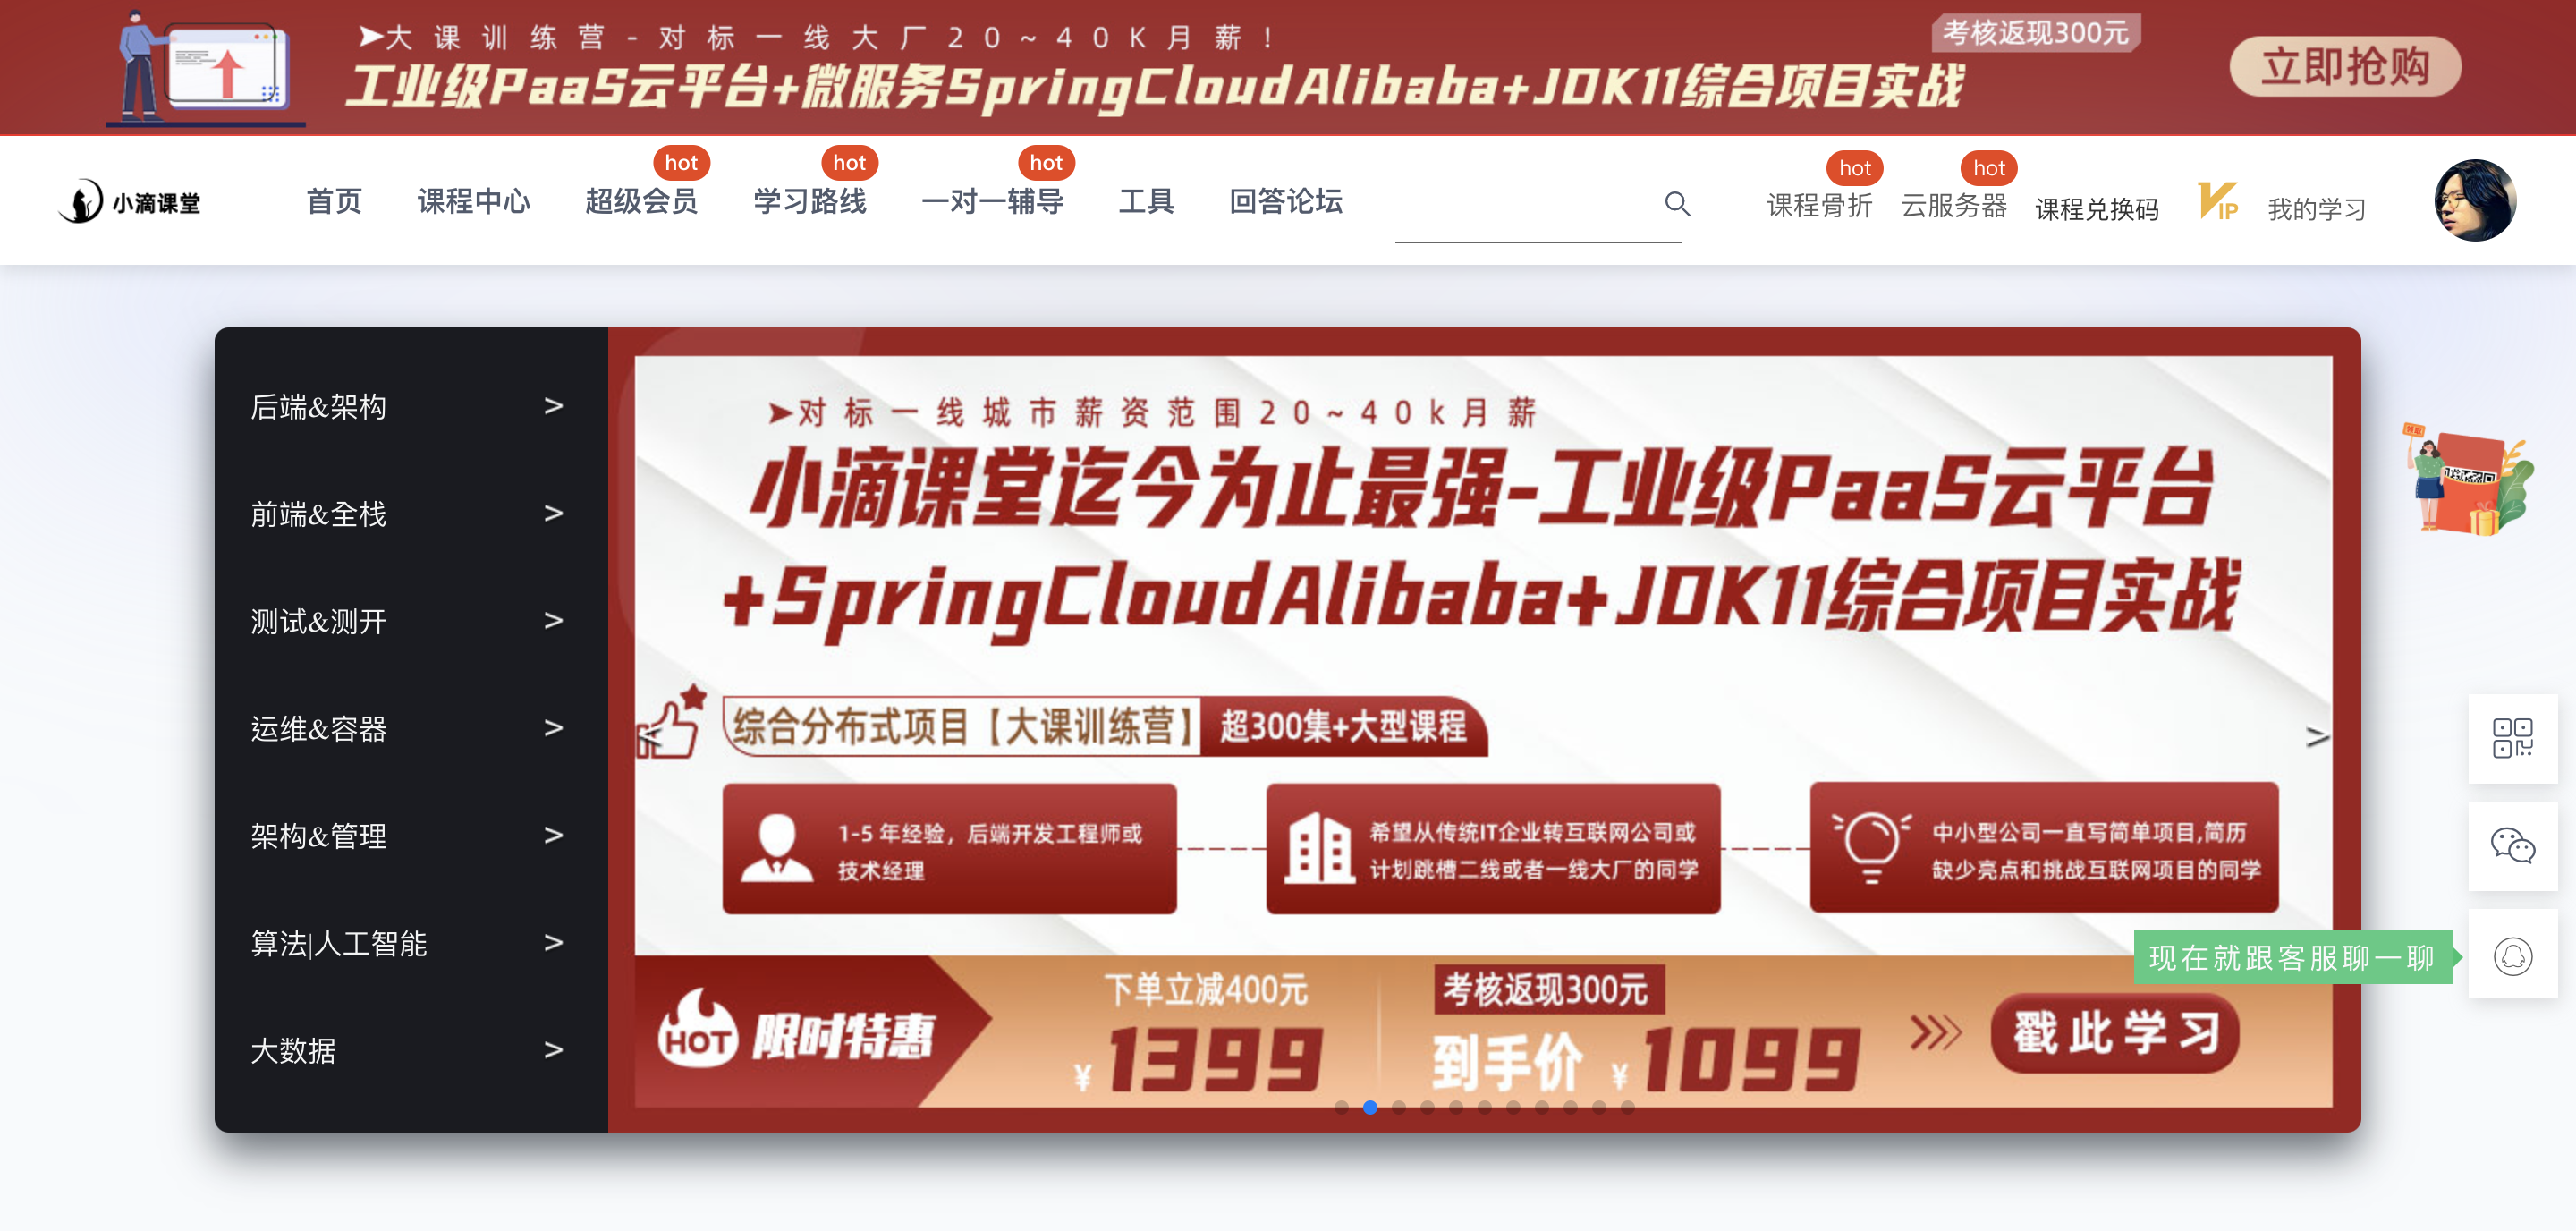 ➤大课训练营-对标一线大厂20~40K月薪!
考核返现300元
工业级PaaS云平台+微服务SpringCloudAlibaba+JDK11综合项目实战
立即抢购
小滴课堂
首页
课程中心
超级会员
hot
学习路线
hot
一对一辅导
hot
工具
回答论坛
课程骨折
hot
云服务器
hot
课程兑换码
VIP
我的学习
后端&架构 >
前端&全栈 >
测试&测开 >
运维&容器 >
架构&管理 >
算法|人工智能 >
大数据 >
➤对标一线城市薪资范围20~40k月薪
小滴课堂迄今为止最强-工业级PaaS云平台
+SpringCloudAlibaba+JDK11综合项目实战
综合分布式项目【大课训练营】 超300集+大型课程
<
>
1-5 年经验，后端开发工程师或
技术经理
希望从传统IT企业转互联网公司或
计划跳槽二线或者一线大厂的同学
中小型公司一直写简单项目,简历
缺少亮点和挑战互联网项目的同学
HOT 限时特惠
下单立减400元
¥ 1399
考核返现300元
到手价 ¥ 1099
戳此学习
现在就跟客服聊一聊